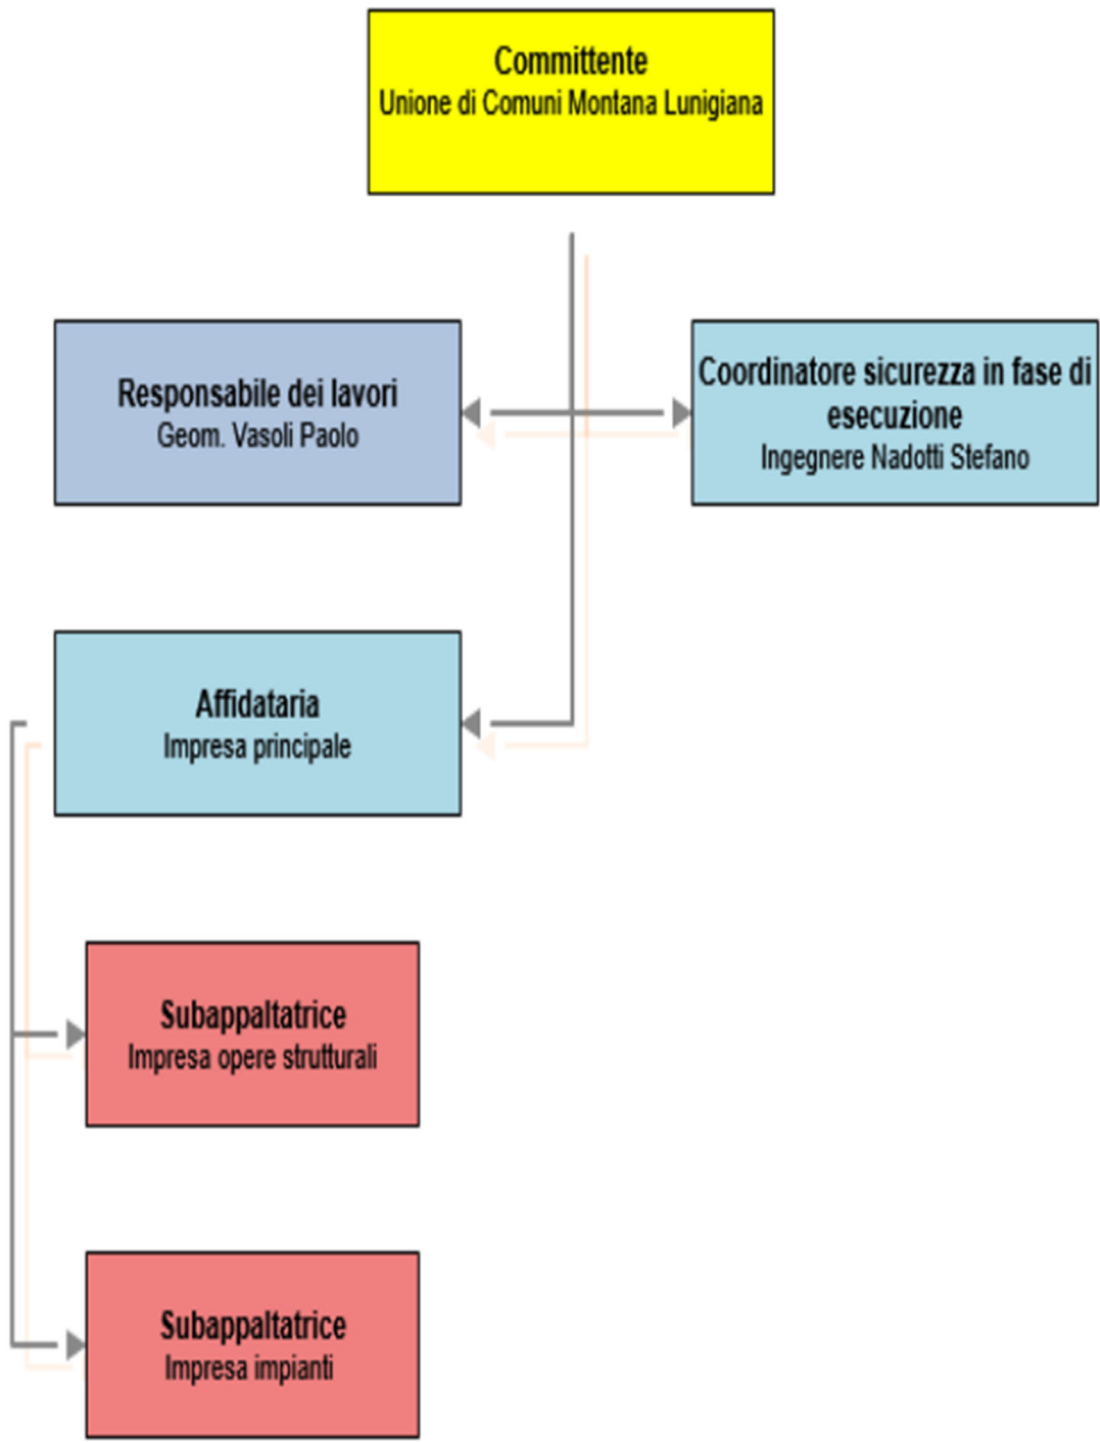 Committente
Unione di Comuni Montana Lunigiana
Responsabile dei lavori
Geom. Vasoli Paolo
Coordinatore sicurezza in fase di
esecuzione
Ingegnere Nadotti Stefano
Affidataria
Impresa principale
Subappaltatrice
Impresa opere strutturali
Subappaltatrice
Impresa impianti